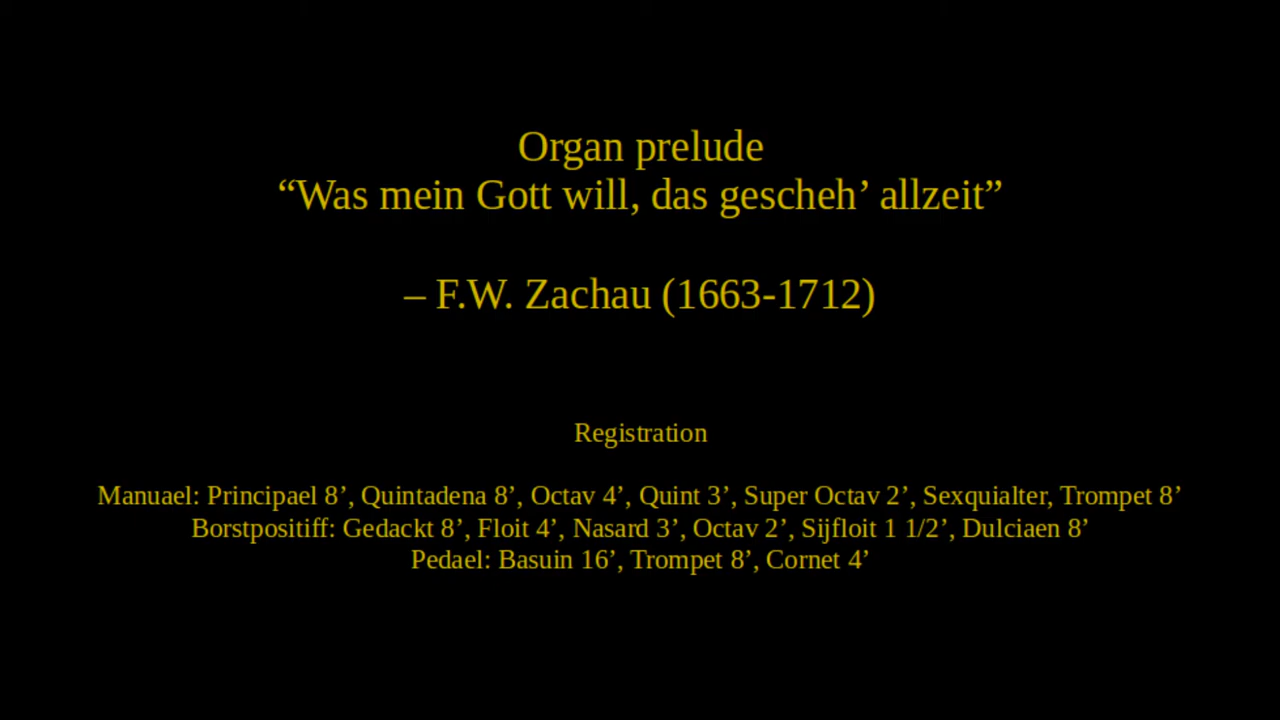 Organ prelude
“Was mein Gott will, das gescheh’ allzeit”
– F.W. Zachau (1663-1712)
Registration
Manuael: Principael 8’, Quintadena 8’, Octav 4’, Quint 3’, Super Octav 2’, Sexquialter, Trompet 8’
Borstpositiff: Gedackt 8’, Floit 4’, Nasard 3’, Octav 2’, Sijfloit 1 1/2’, Dulciaen 8’
Pedael: Basuin 16’, Trompet 8’, Cornet 4’